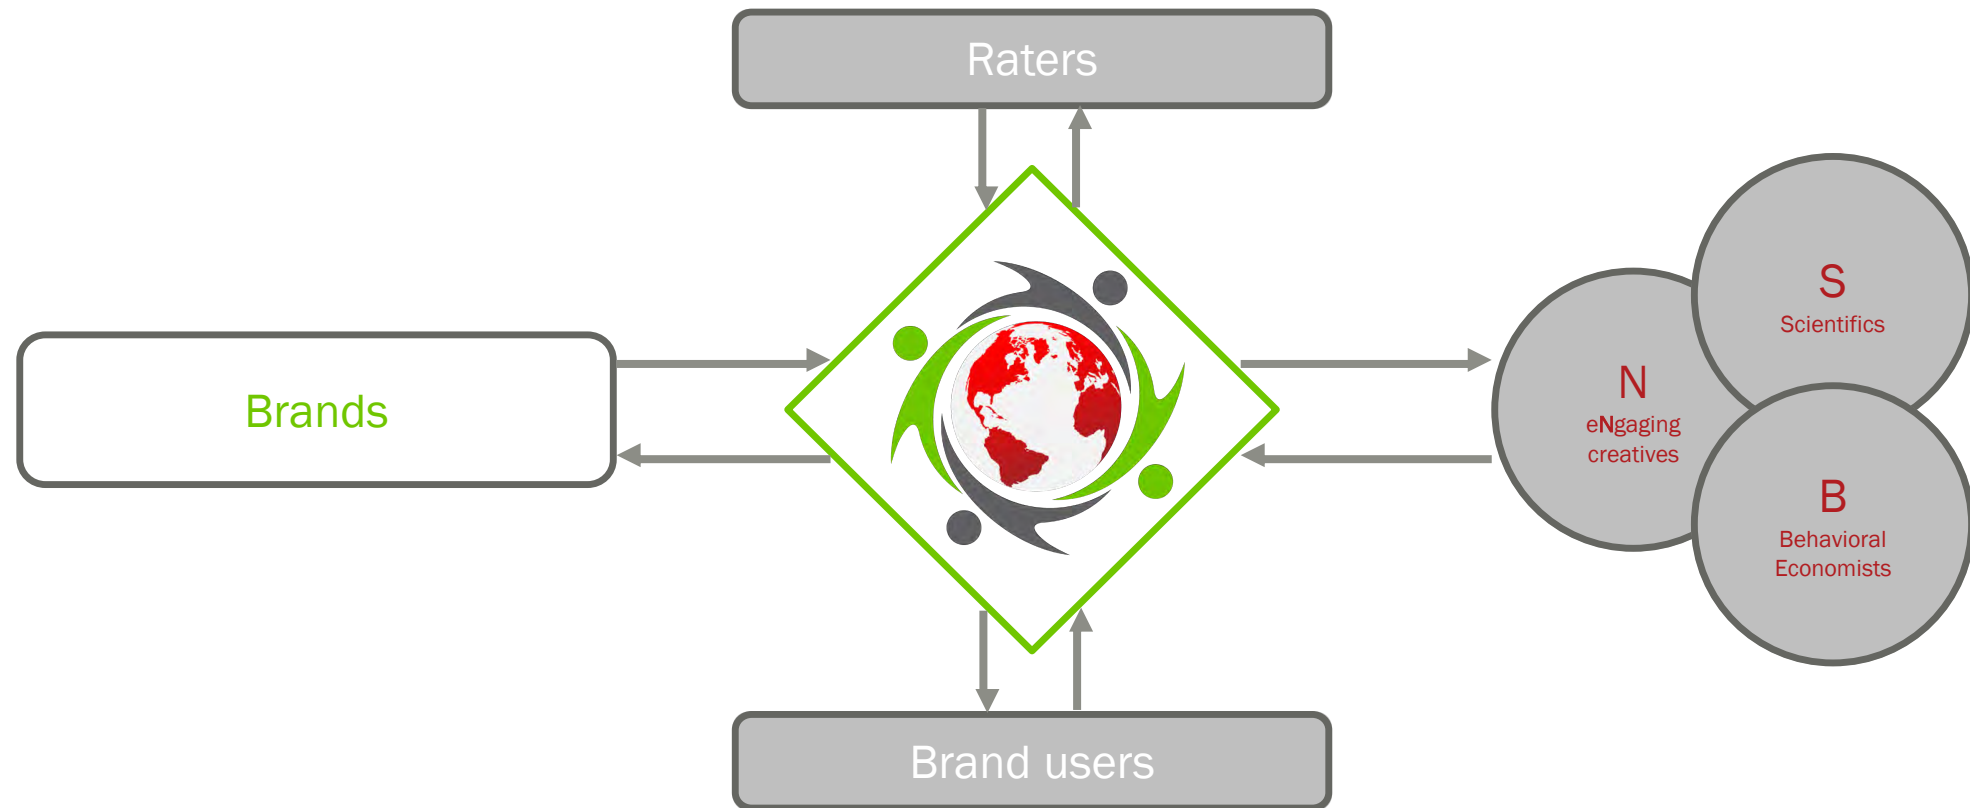 Raters
Brands
N
eNgaging
creatives
S
Scientifics
B
Behavioral
Economists
Brand users